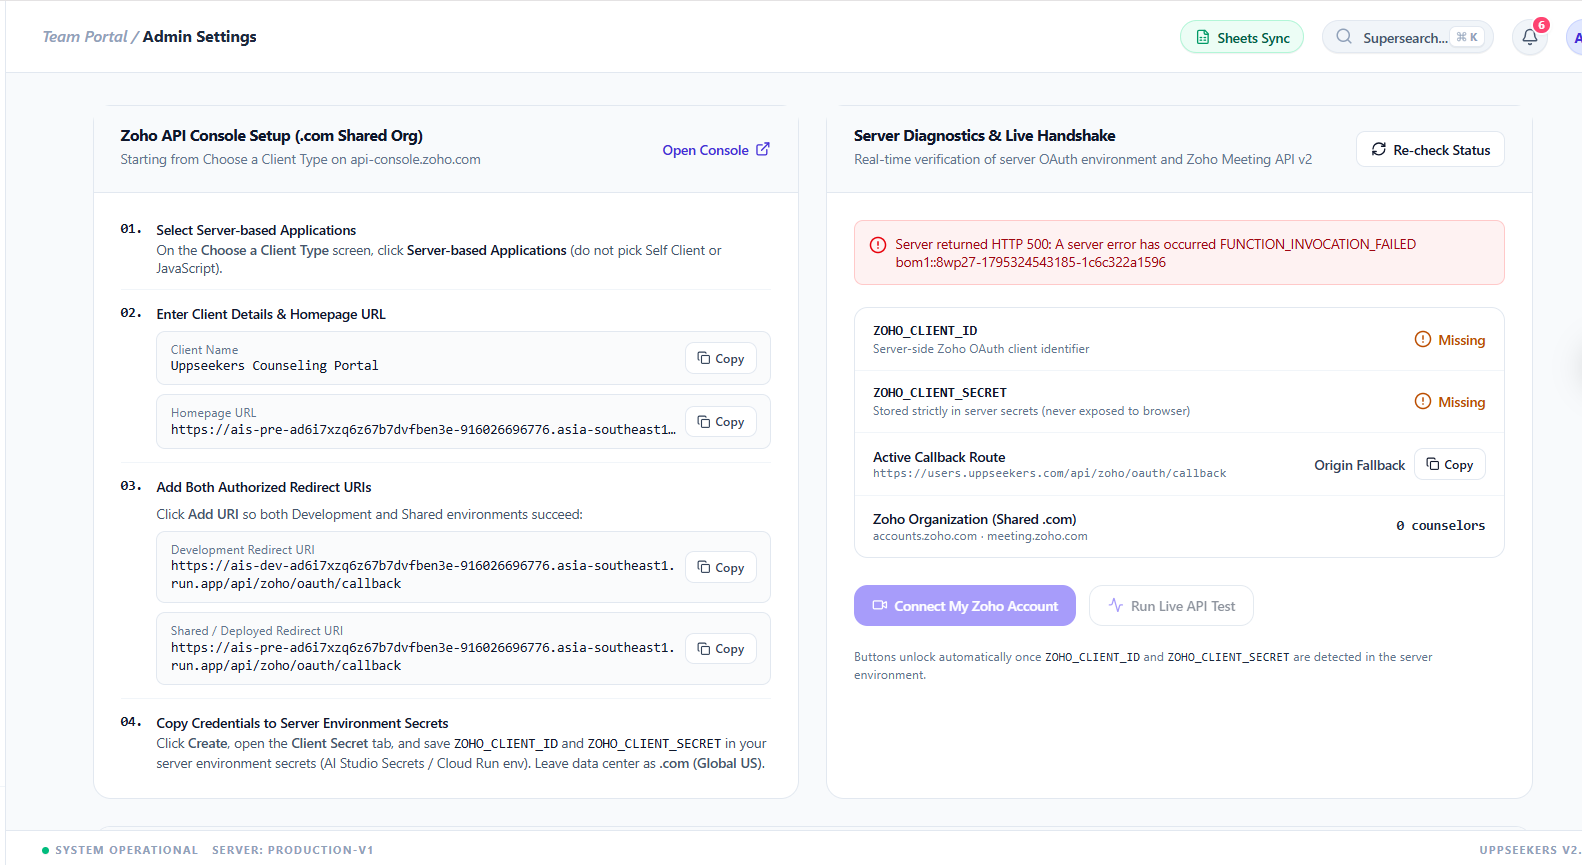 Team Portal / Admin Settings
Sheets Sync
Supersearch... ⌘ K
6
A
Zoho API Console Setup (.com Shared Org)
Starting from Choose a Client Type on api-console.zoho.com
Open Console
01. Select Server-based Applications
On the Choose a Client Type screen, click Server-based Applications (do not pick Self Client or
JavaScript).
02. Enter Client Details & Homepage URL
Client Name
Uppseekers Counseling Portal
Copy
Homepage URL
https://ais-pre-ad6i7xzq6z67b7dvfben3e-916026696776.asia-southeast1…
Copy
03. Add Both Authorized Redirect URIs
Click Add URI so both Development and Shared environments succeed:
Development Redirect URI
https://ais-dev-ad6i7xzq6z67b7dvfben3e-916026696776.asia-southeast1.
run.app/api/zoho/oauth/callback
Copy
Shared / Deployed Redirect URI
https://ais-pre-ad6i7xzq6z67b7dvfben3e-916026696776.asia-southeast1.
run.app/api/zoho/oauth/callback
Copy
04. Copy Credentials to Server Environment Secrets
Click Create, open the Client Secret tab, and save ZOHO_CLIENT_ID and ZOHO_CLIENT_SECRET in your
server environment secrets (AI Studio Secrets / Cloud Run env). Leave data center as .com (Global US).
Server Diagnostics & Live Handshake
Real-time verification of server OAuth environment and Zoho Meeting API v2
Re-check Status
Server returned HTTP 500: A server error has occurred FUNCTION_INVOCATION_FAILED
bom1::8wp27-1795324543185-1c6c322a1596
ZOHO_CLIENT_ID
Server-side Zoho OAuth client identifier
Missing
ZOHO_CLIENT_SECRET
Stored strictly in server secrets (never exposed to browser)
Missing
Active Callback Route
https://users.uppseekers.com/api/zoho/oauth/callback
Origin Fallback
Copy
Zoho Organization (Shared .com)
accounts.zoho.com · meeting.zoho.com
0 counselors
Connect My Zoho Account
Run Live API Test
Buttons unlock automatically once ZOHO_CLIENT_ID and ZOHO_CLIENT_SECRET are detected in the server
environment.
SYSTEM OPERATIONAL SERVER: PRODUCTION-V1
UPPSEEKERS V2.